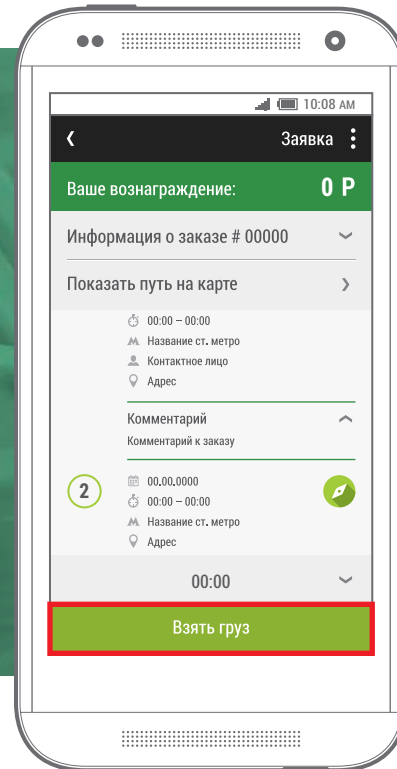 10:08 AM
Заявка
Ваше вознаграждение: 0 Р
Информация о заказе # 00000
Показать путь на карте
00:00 – 00:00
Название ст. метро
Контактное лицо
Адрес
Комментарий
Комментарий к заказу
2
00.00.0000
00:00 – 00:00
Название ст. метро
Адрес
00:00
Взять груз